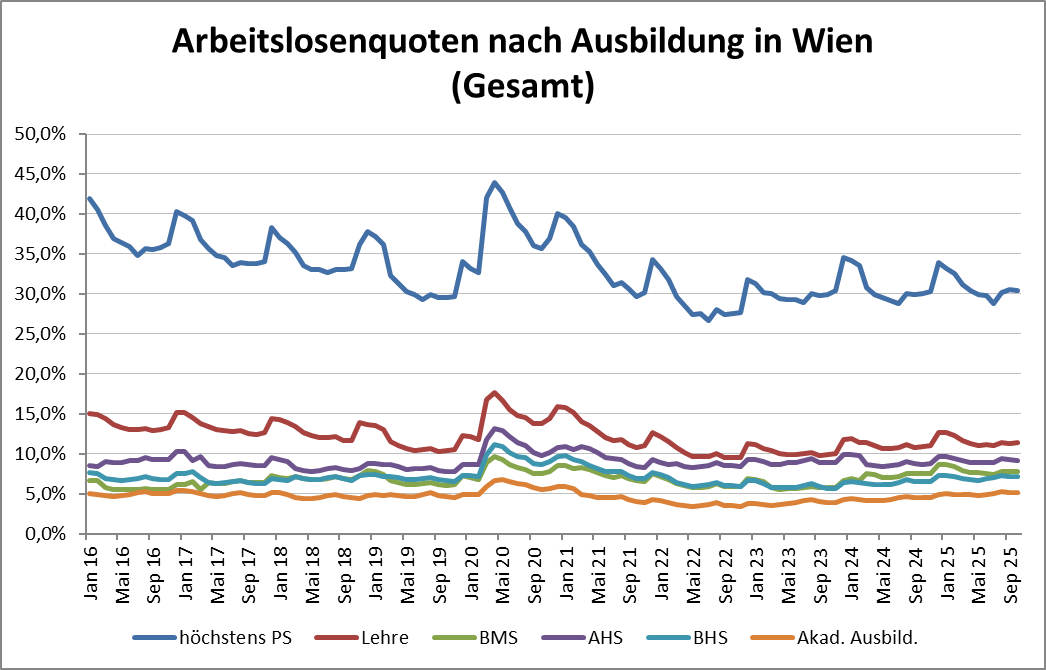 Arbeitslosenquoten nach Ausbildung in Wien
(Gesamt)
50,0%
45,0%
40,0%
35,0%
30,0%
25,0%
20,0%
15,0%
10,0%
5,0%
0,0%
Jan 16
Mai 16
Sep 16
Jan 17
Mai 17
Sep 17
Jan 18
Mai 18
Sep 18
Jan 19
Mai 19
Sep 19
Jan 20
Mai 20
Sep 20
Jan 21
Mai 21
Sep 21
Jan 22
Mai 22
Sep 22
Jan 23
Mai 23
Sep 23
Jan 24
Mai 24
Sep 24
Jan 25
Mai 25
Sep 25
höchstens PS
Lehre
BMS
AHS
BHS
Akad. Ausbild.